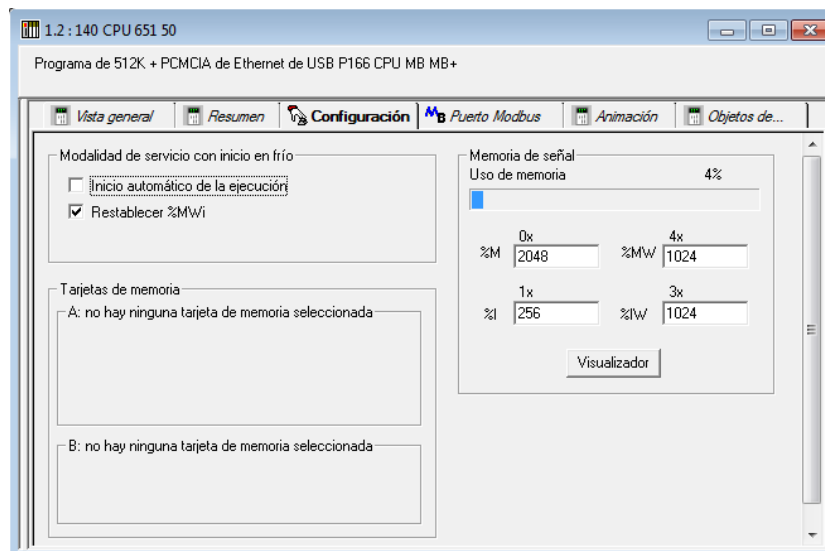 1.2 : 140 CPU 651 50
Programa de 512K + PCMCIA de Ethernet de USB P166 CPU MB MB+
Vista general
Resumen
Configuración
MB Puerto Modbus
Animación
Objetos de...
Modalidad de servicio con inicio en frío
Inicio automático de la ejecución
Restablecer %MWi
Tarjetas de memoria
A: no hay ninguna tarjeta de memoria seleccionada
B: no hay ninguna tarjeta de memoria seleccionada
Memoria de señal
Uso de memoria 4%
0x 4x
%M 2048 %MW 1024
1x 3x
%I 256 %IW 1024
Visualizador